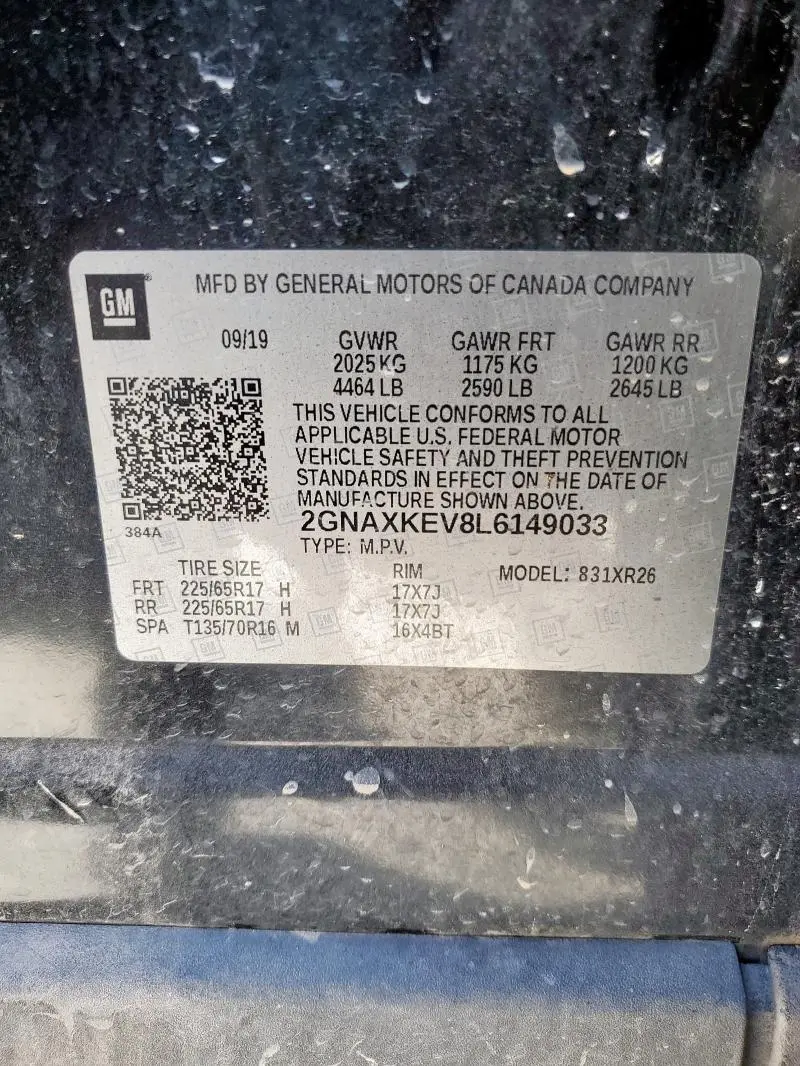 GM
MFD BY GENERAL MOTORS OF CANADA COMPANY
09/19 GVWR GAWR FRT GAWR RR
2025 KG 1175 KG 1200 KG
4464 LB 2590 LB 2645 LB
THIS VEHICLE CONFORMS TO ALL
APPLICABLE U.S. FEDERAL MOTOR
VEHICLE SAFETY AND THEFT PREVENTION
STANDARDS IN EFFECT ON THE DATE OF
MANUFACTURE SHOWN ABOVE.
384A
2GNAXKEV8L6149033
TYPE: M.P.V.
TIRE SIZE RIM MODEL: 831XR26
FRT 225/65R17 H 17X7J
RR 225/65R17 H 17X7J
SPA T135/70R16 M 16X4BT